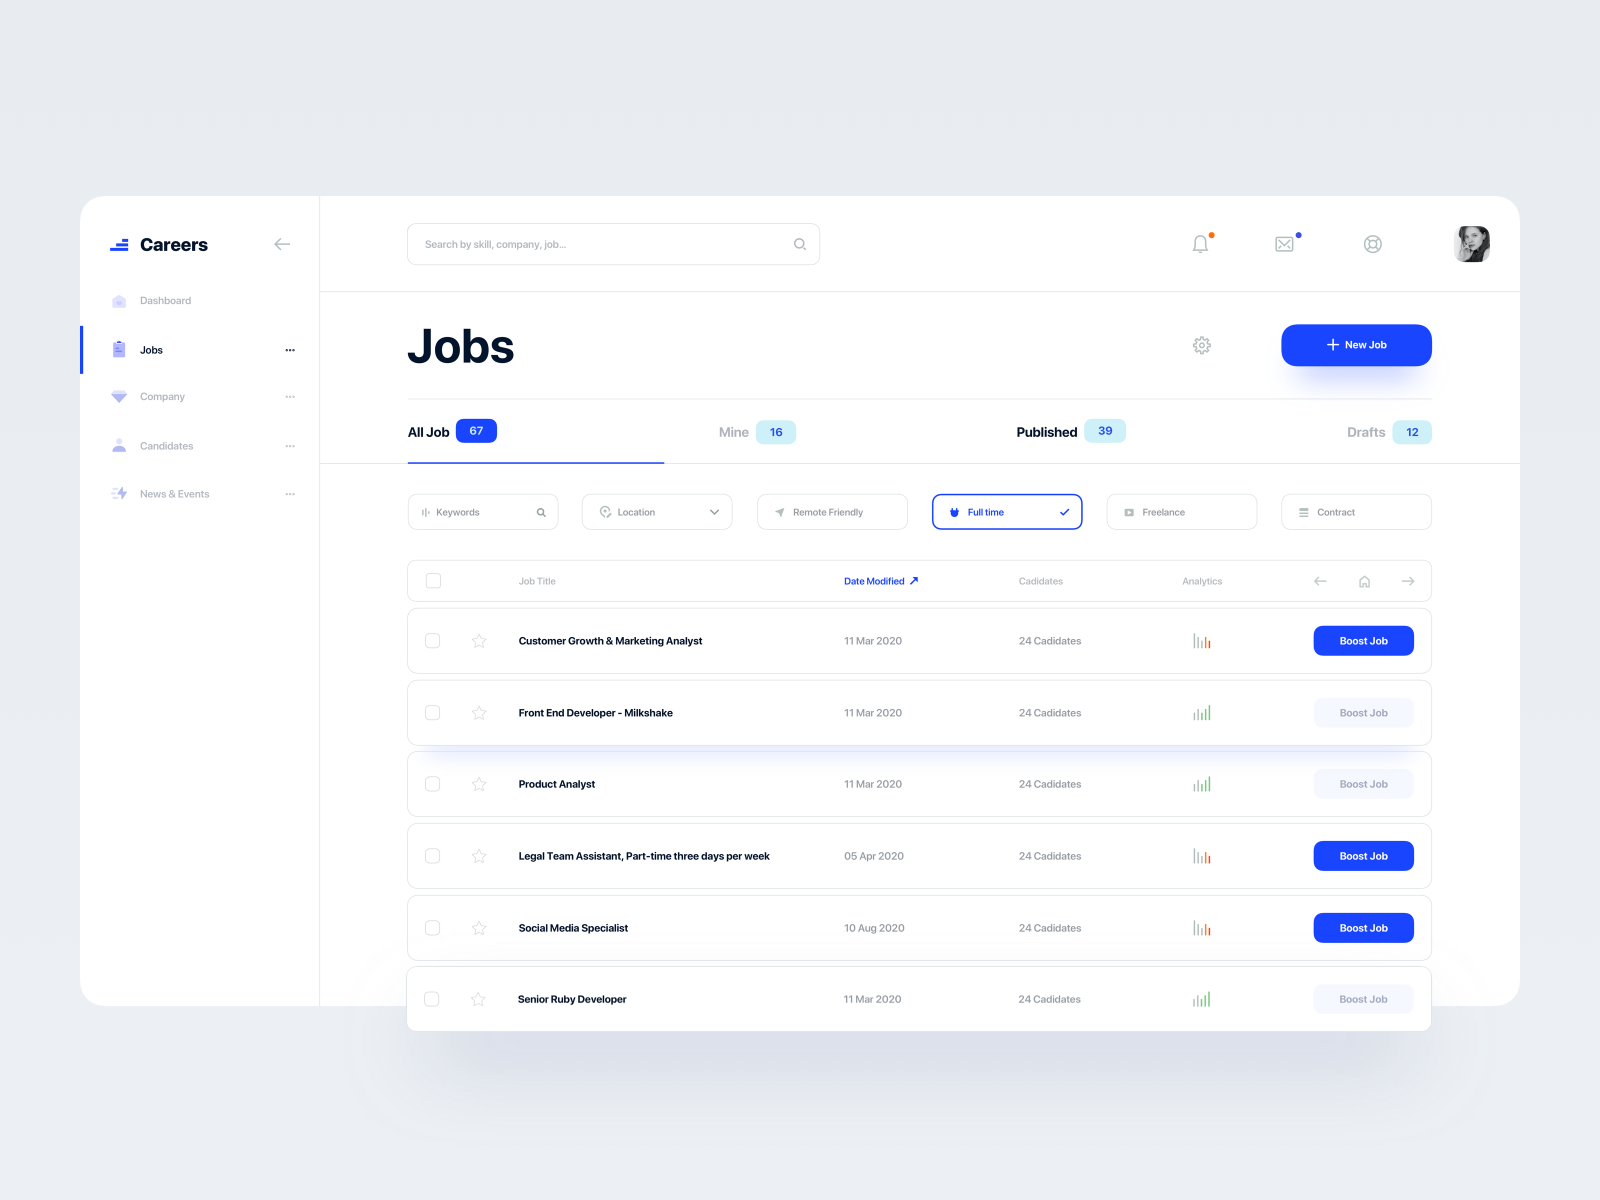 Careers
Search by skill, company, job...
Dashboard
Jobs
Company
Candidates
News & Events
Jobs
New Job
All Job 67
Mine 16
Published 39
Drafts 12
Keywords
Location
Remote Friendly
Full time
Freelance
Contract
Job Title Date Modified Cadidates Analytics
Customer Growth & Marketing Analyst 11 Mar 2020 24 Cadidates Boost Job
Front End Developer - Milkshake 11 Mar 2020 24 Cadidates Boost Job
Product Analyst 11 Mar 2020 24 Cadidates Boost Job
Legal Team Assistant, Part-time three days per week 05 Apr 2020 24 Cadidates Boost Job
Social Media Specialist 10 Aug 2020 24 Cadidates Boost Job
Senior Ruby Developer 11 Mar 2020 24 Cadidates Boost Job